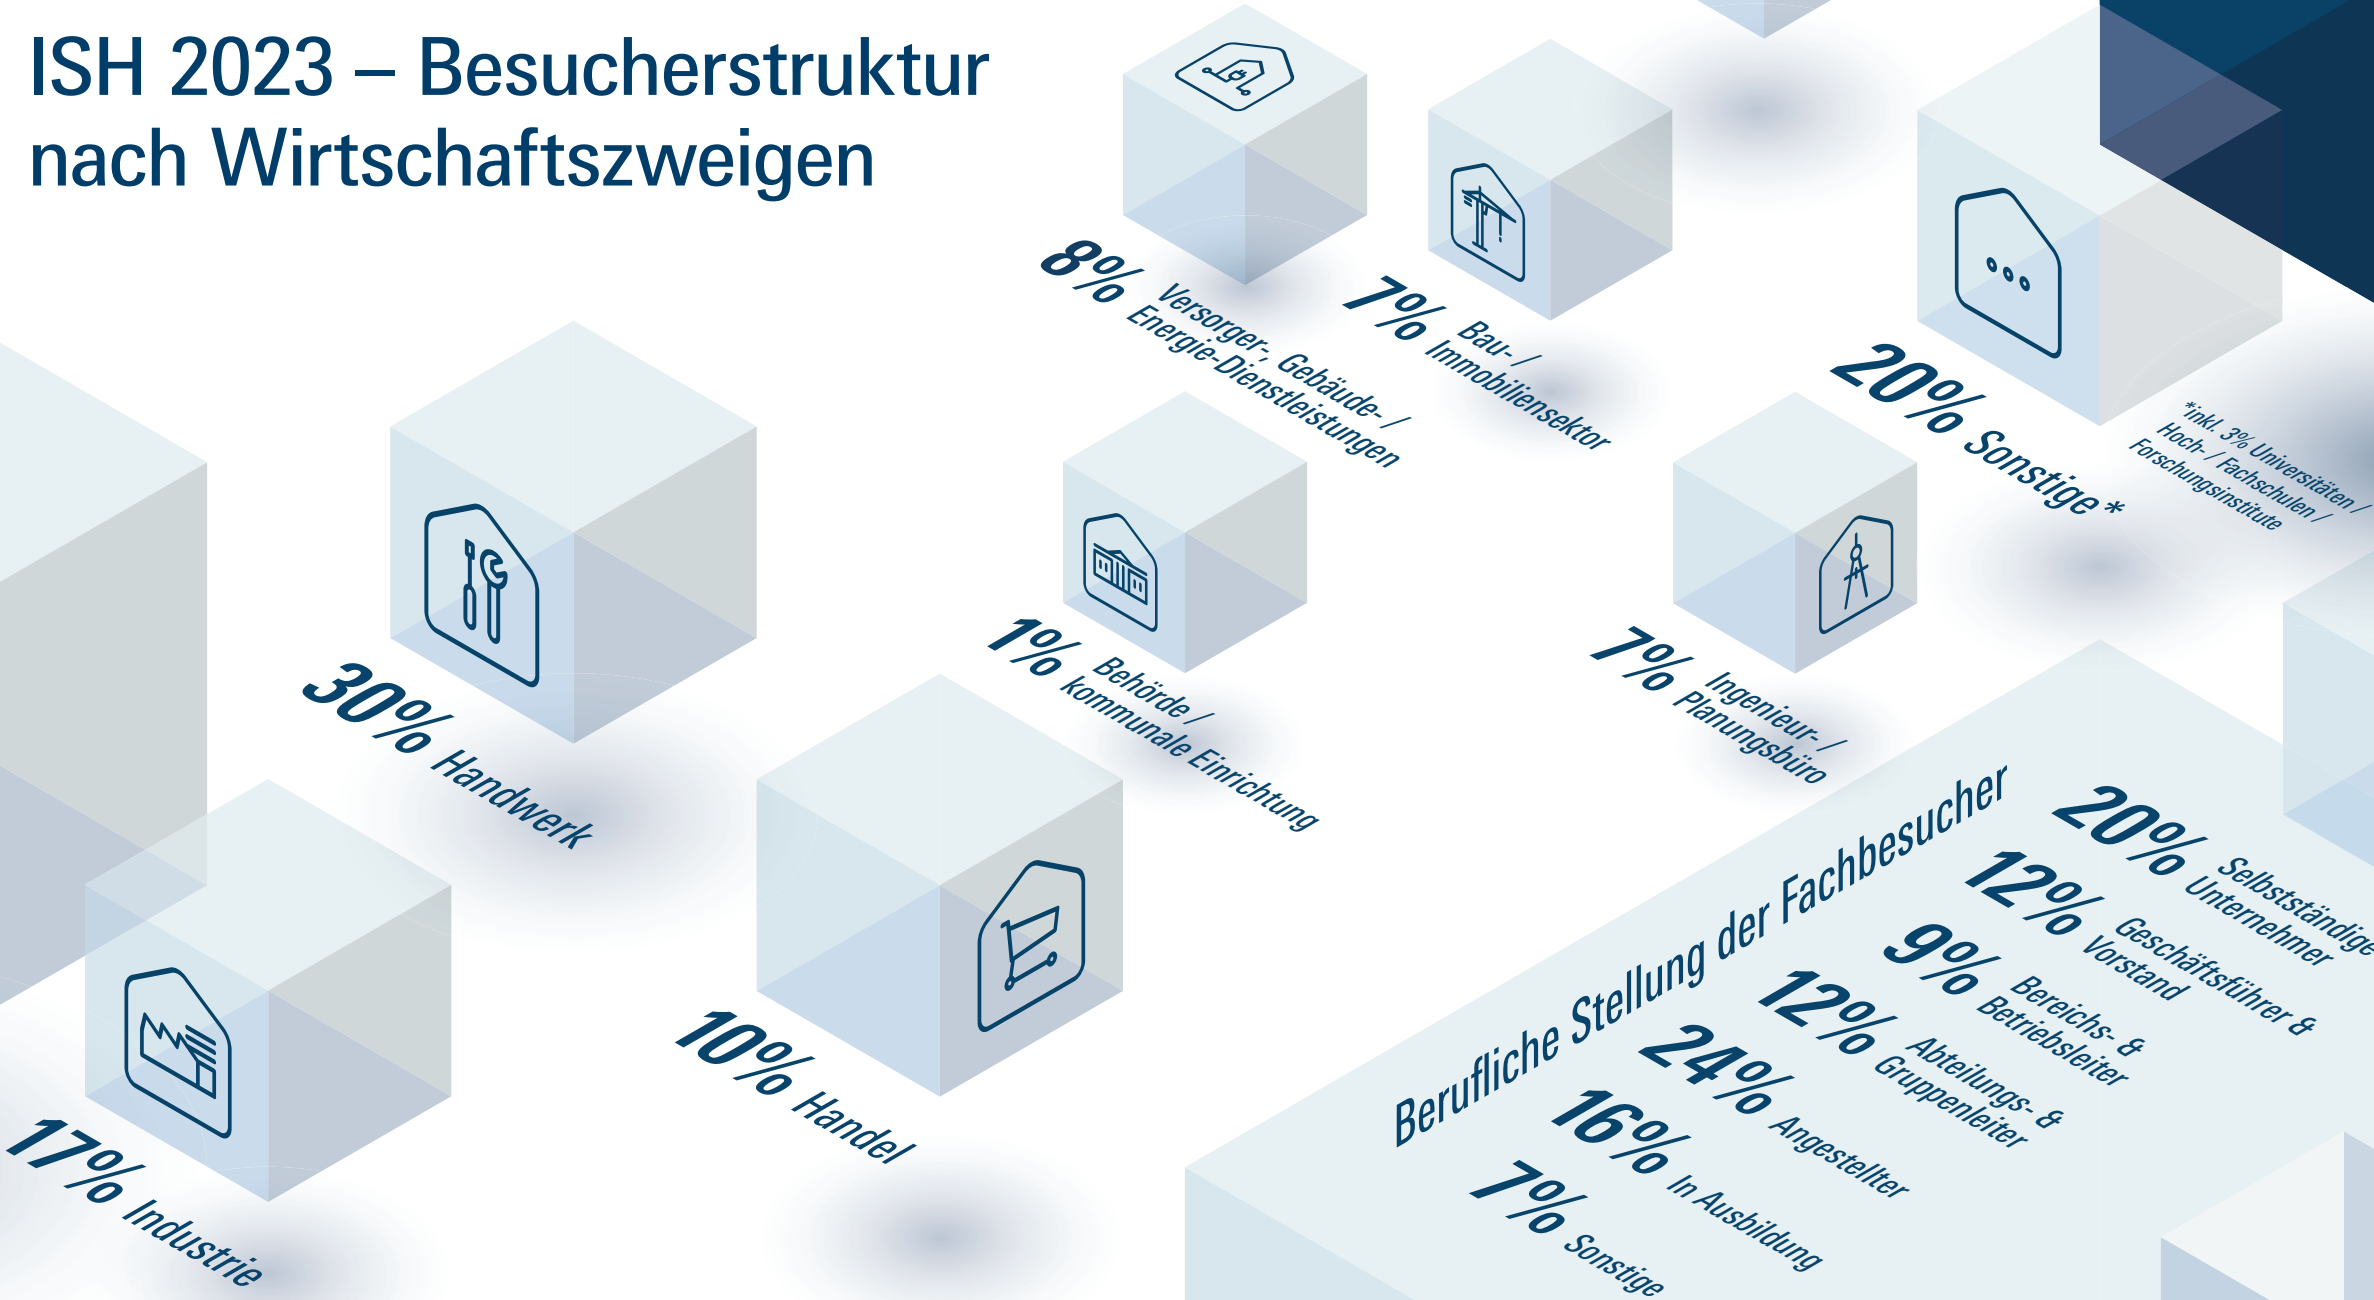 ISH 2023 – Besucherstruktur
nach Wirtschaftszweigen
8%
Versorger-, Gebäude- /
Energie-Dienstleistungen
7%
Bau- /
Immobiliensektor
20% Sonstige*
*inkl. 3% Universitäten /
Hoch- / Fachschulen /
Forschungsinstitute
30% Handwerk
1%
Behörde /
kommunale Einrichtung
7%
Ingenieur- /
Planungsbüro
17% Industrie
10% Handel
Berufliche Stellung der Fachbesucher
20%
Selbstständige
Unternehmer
12%
Geschäftsführer &
Vorstand
9%
Bereichs- &
Betriebsleiter
12%
Abteilungs- &
Gruppenleiter
24% Angestellter
16% In Ausbildung
7% Sonstige